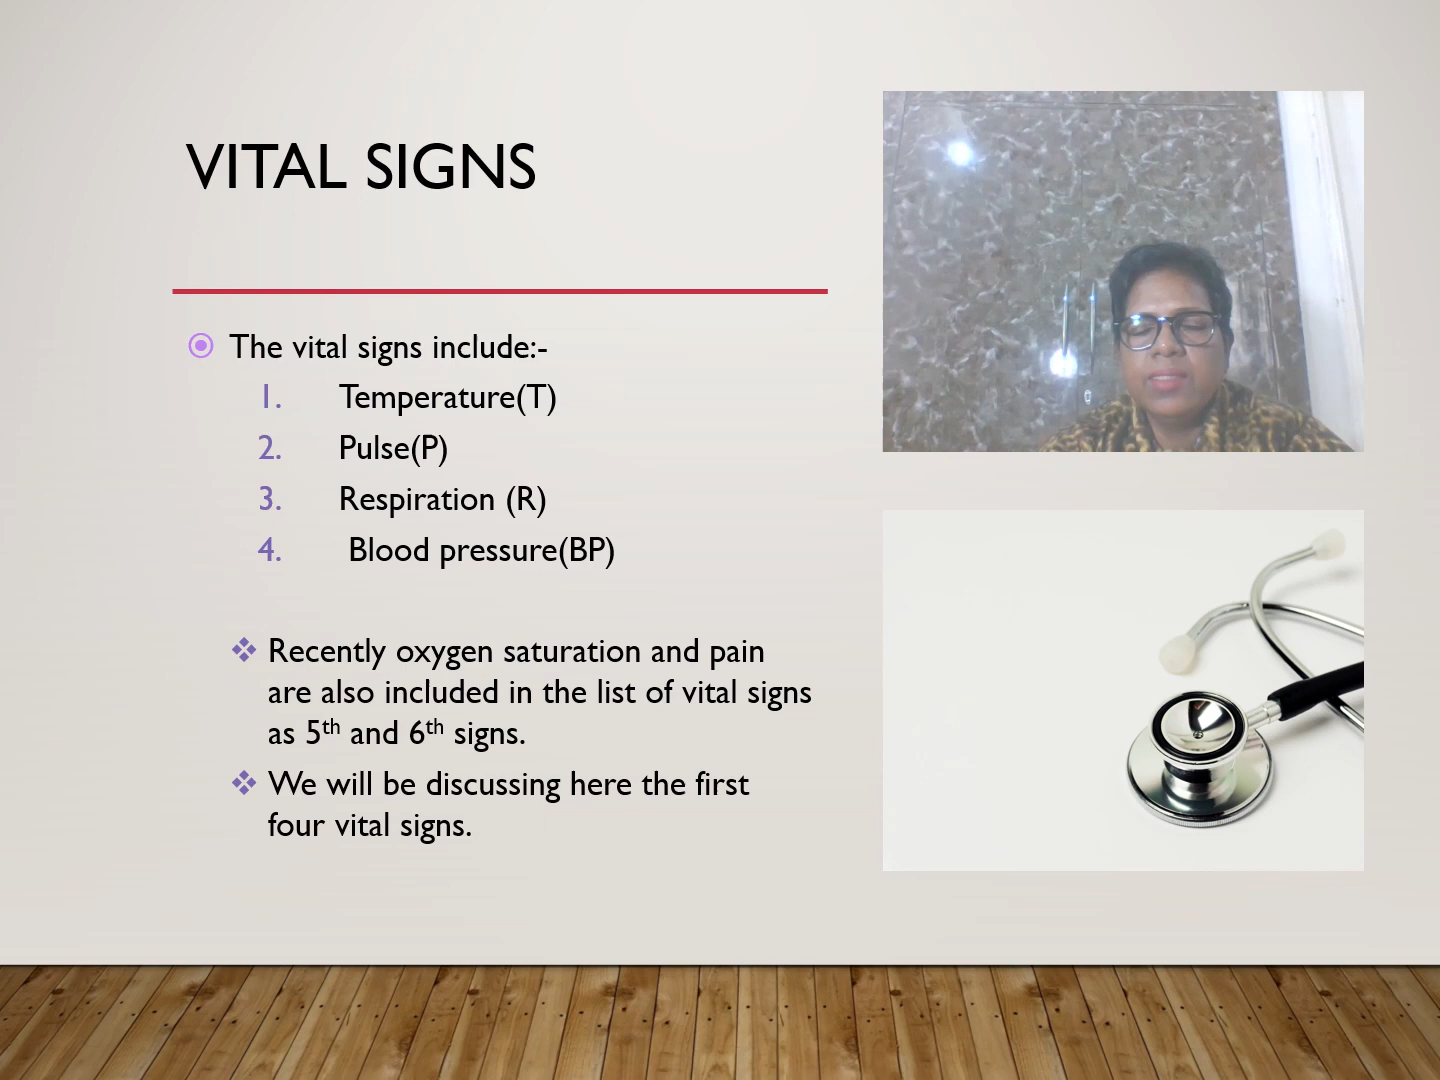 VITAL SIGNS
The vital signs include:-
1. Temperature(T)
2. Pulse(P)
3. Respiration (R)
4. Blood pressure(BP)
Recently oxygen saturation and pain
are also included in the list of vital signs
as 5th and 6th signs.
We will be discussing here the first
four vital signs.